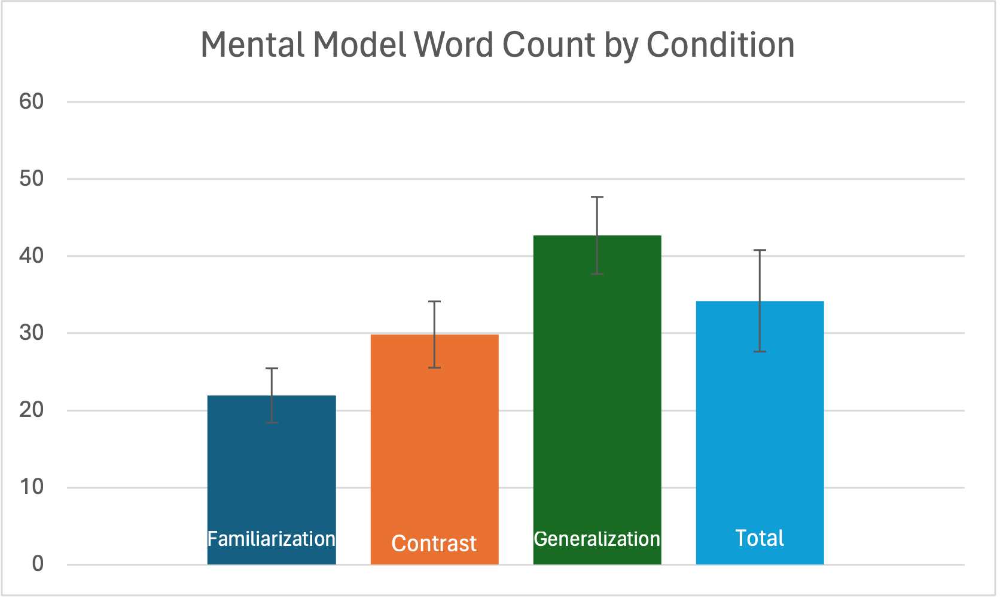 Mental Model Word Count by Condition
60
50
40
30
20
10
0
Familiarization
Contrast
Generalization
Total